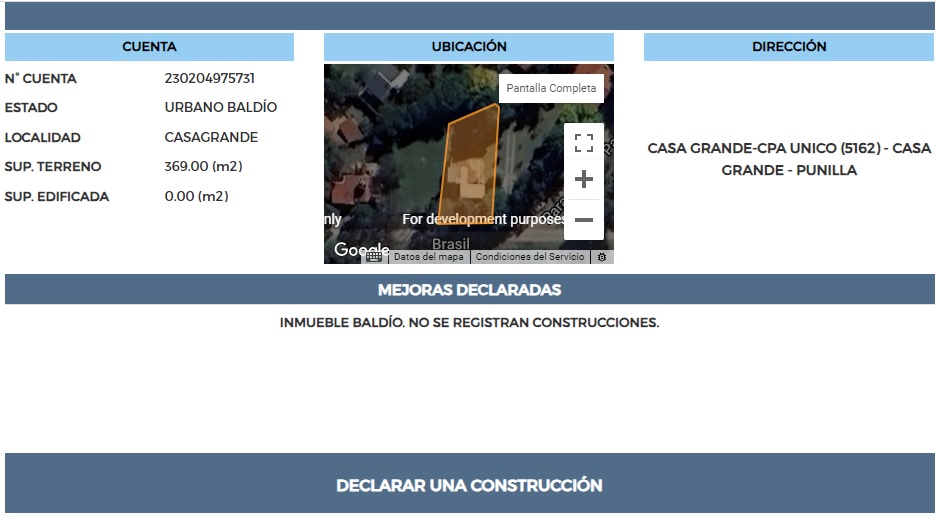 CUENTA
N° CUENTA 230204975731
ESTADO URBANO BALDÍO
LOCALIDAD CASAGRANDE
SUP. TERRENO 369.00 (m2)
SUP. EDIFICADA 0.00 (m2)
UBICACIÓN
Pantalla Completa
nly For development purposes
Brasil
Google
Datos del mapa Condiciones del Servicio
DIRECCIÓN
CASA GRANDE-CPA UNICO (5162) - CASA
GRANDE - PUNILLA
MEJORAS DECLARADAS
INMUEBLE BALDÍO. NO SE REGISTRAN CONSTRUCCIONES.
DECLARAR UNA CONSTRUCCIÓN